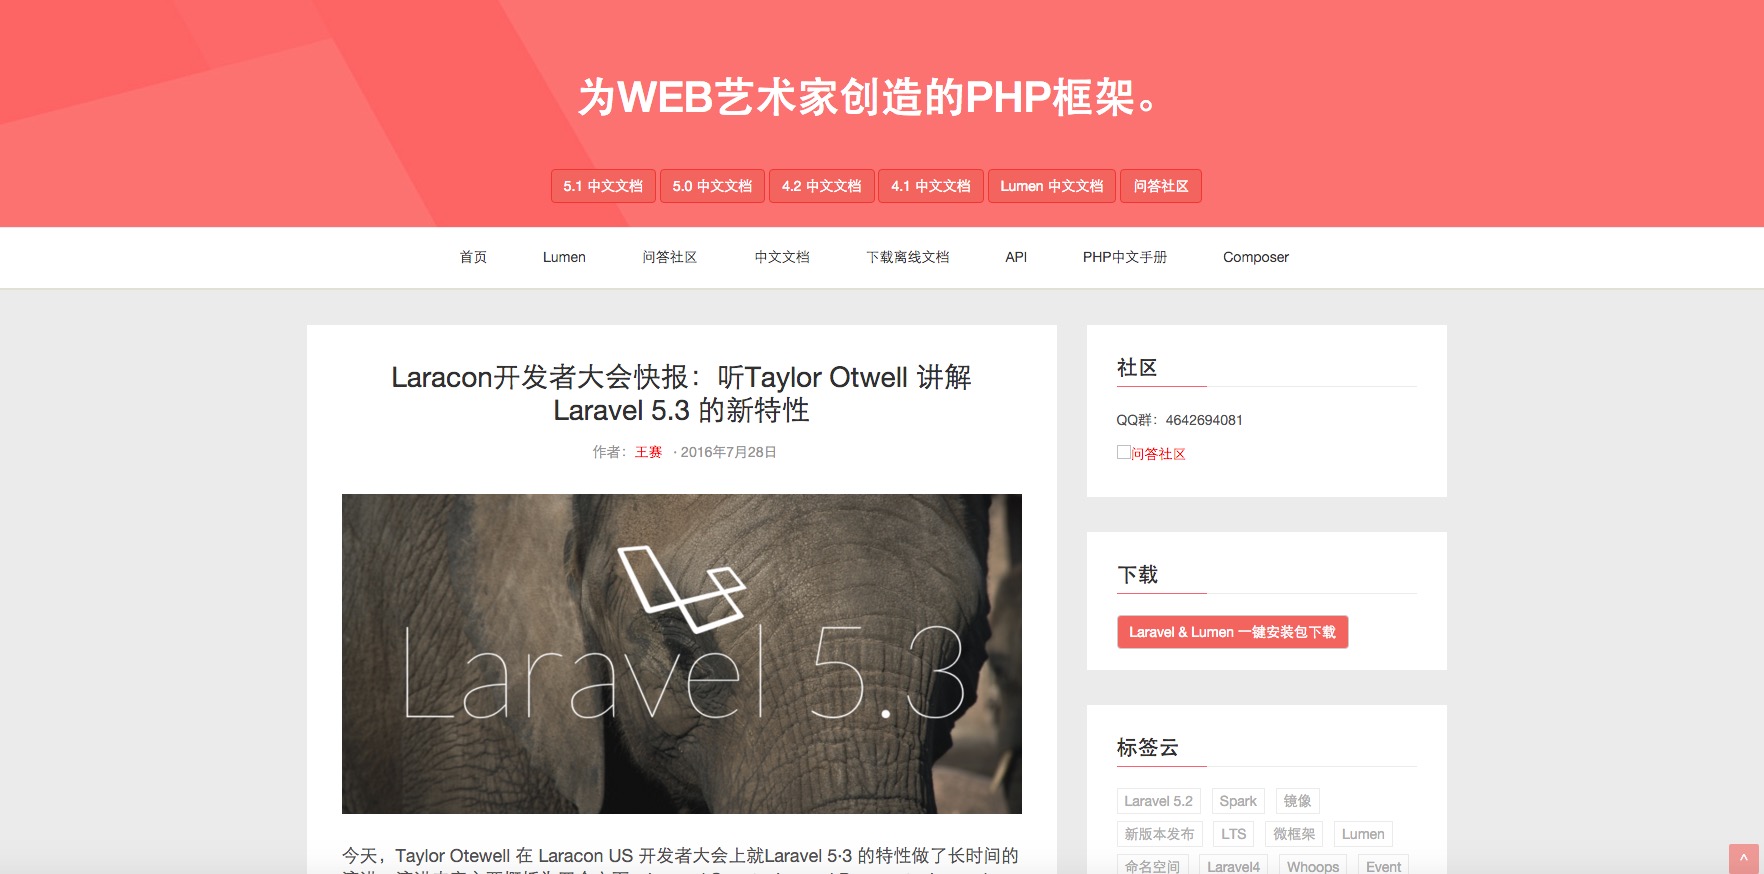 为WEB艺术家创造的PHP框架。
5.1 中文文档 5.0 中文文档 4.2 中文文档 4.1 中文文档 Lumen 中文文档 问答社区
首页 Lumen 问答社区 中文文档 下载离线文档 API PHP中文手册 Composer
Laracon开发者大会快报：听Taylor Otwell 讲解
Laravel 5.3 的新特性
作者：王赛 · 2016年7月28日
Laravel 5.3
今天，Taylor Otewell 在 Laracon US 开发者大会上就Laravel 5·3 的特性做了长时间的
社区
QQ群：4642694081
问答社区
下载
Laravel & Lumen 一键安装包下载
标签云
Laravel 5.2 Spark 镜像
新版本发布 LTS 微框架 Lumen
命名空间 Laravel4 Whoops Event
^